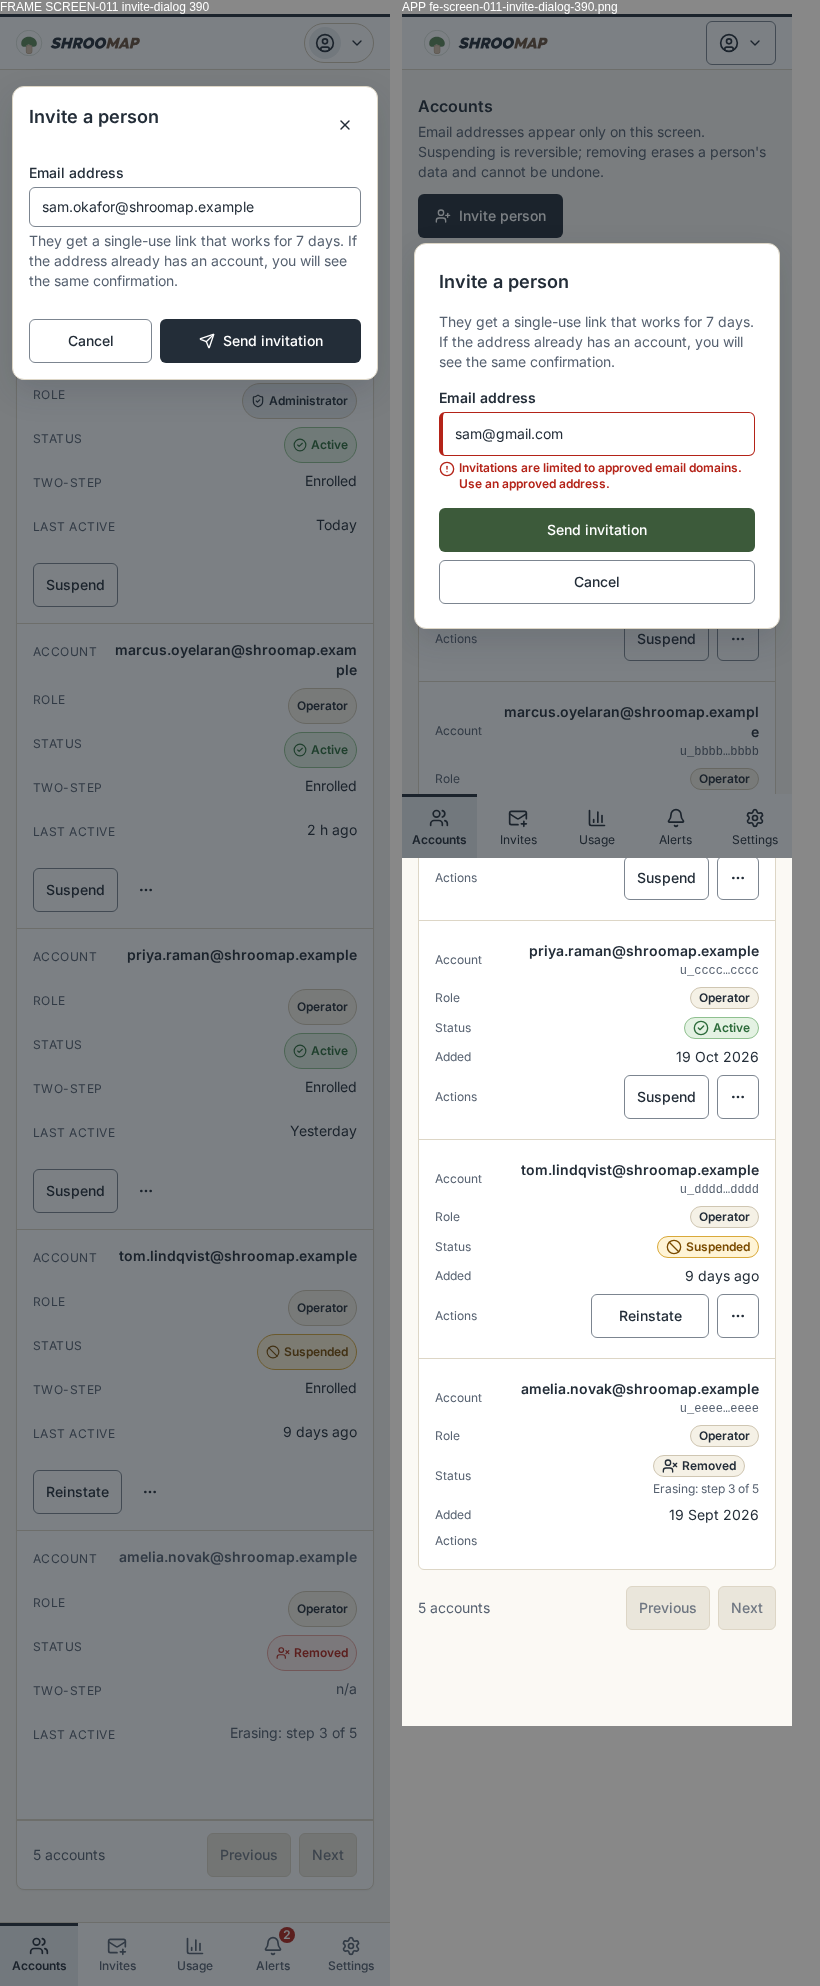 FRAME SCREEN-011 invite-dialog 390
SHROOMAP
Invite a person
Email address
sam.okafor@shroomap.example
They get a single-use link that works for 7 days. If
the address already has an account, you will see
the same confirmation.
Cancel
Send invitation
ROLE
Administrator
STATUS
Active
TWO-STEP
Enrolled
LAST ACTIVE
Today
Suspend
ACCOUNT
marcus.oyelaran@shroomap.exam
ple
ROLE
Operator
STATUS
Active
TWO-STEP
Enrolled
LAST ACTIVE
2 h ago
Suspend
ACCOUNT
priya.raman@shroomap.example
ROLE
Operator
STATUS
Active
TWO-STEP
Enrolled
LAST ACTIVE
Yesterday
Suspend
ACCOUNT
tom.lindqvist@shroomap.example
ROLE
Operator
STATUS
Suspended
TWO-STEP
Enrolled
LAST ACTIVE
9 days ago
Reinstate
ACCOUNT
amelia.novak@shroomap.example
ROLE
Operator
STATUS
Removed
TWO-STEP
n/a
LAST ACTIVE
Erasing: step 3 of 5
5 accounts
Previous
Next
Accounts
Invites
Usage
2
Alerts
Settings
APP fe-screen-011-invite-dialog-390.png
SHROOMAP
Accounts
Email addresses appear only on this screen.
Suspending is reversible; removing erases a person's
data and cannot be undone.
Invite person
Invite a person
They get a single-use link that works for 7 days.
If the address already has an account, you will
see the same confirmation.
Email address
sam@gmail.com
Invitations are limited to approved email domains.
Use an approved address.
Send invitation
Cancel
Actions
Suspend
Account
marcus.oyelaran@shroomap.exampl
e
u_bbbb…bbbb
Role
Operator
Accounts
Invites
Usage
Alerts
Settings
Actions
Suspend
Account
priya.raman@shroomap.example
u_cccc…cccc
Role
Operator
Status
Active
Added
19 Oct 2026
Actions
Suspend
Account
tom.lindqvist@shroomap.example
u_dddd…dddd
Role
Operator
Status
Suspended
Added
9 days ago
Actions
Reinstate
Account
amelia.novak@shroomap.example
u_eeee…eeee
Role
Operator
Status
Removed
Erasing: step 3 of 5
Added
19 Sept 2026
Actions
5 accounts
Previous
Next